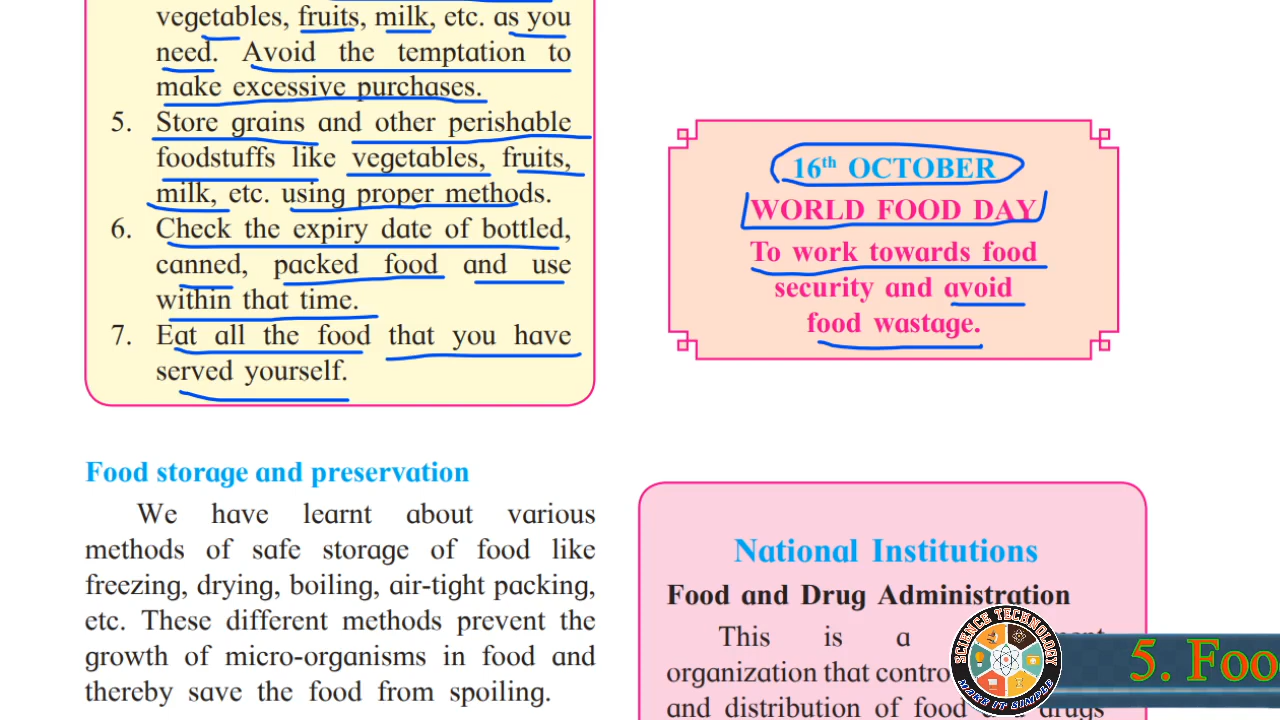 vegetables, fruits, milk, etc. as you
need. Avoid the temptation to
make excessive purchases.
5. Store grains and other perishable
foodstuffs like vegetables, fruits,
milk, etc. using proper methods.
6. Check the expiry date of bottled,
canned, packed food and use
within that time.
7. Eat all the food that you have
served yourself.
Food storage and preservation
We have learnt about various
methods of safe storage of food like
freezing, drying, boiling, air-tight packing,
etc. These different methods prevent the
growth of micro-organisms in food and
thereby save the food from spoiling.
16th OCTOBER
WORLD FOOD DAY
To work towards food
security and avoid
food wastage.
National Institutions
Food and Drug Administration
This is a
organization that
and distribution of food drugs
SCIENCE TECHNOLOGY
MAKE IT SIMPLE
5. Foo